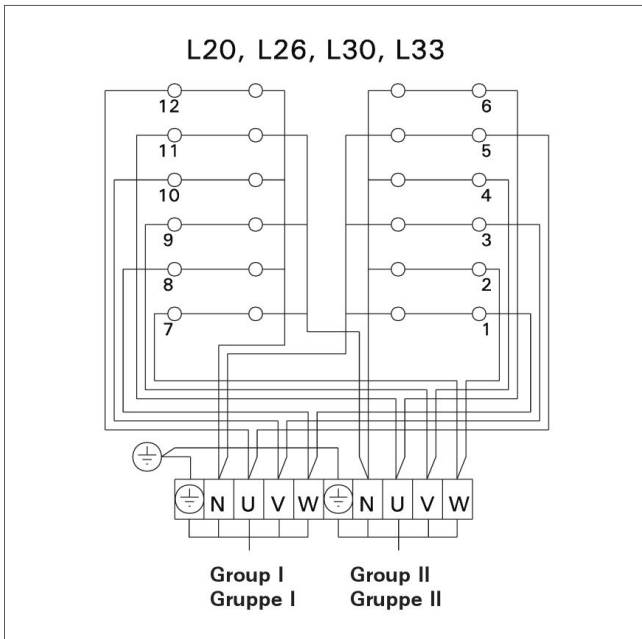 L20, L26, L30, L33
12 6
11 5
10 4
9 3
8 2
7 1
N U V W N U V W
Group I Group II
Gruppe I Gruppe II